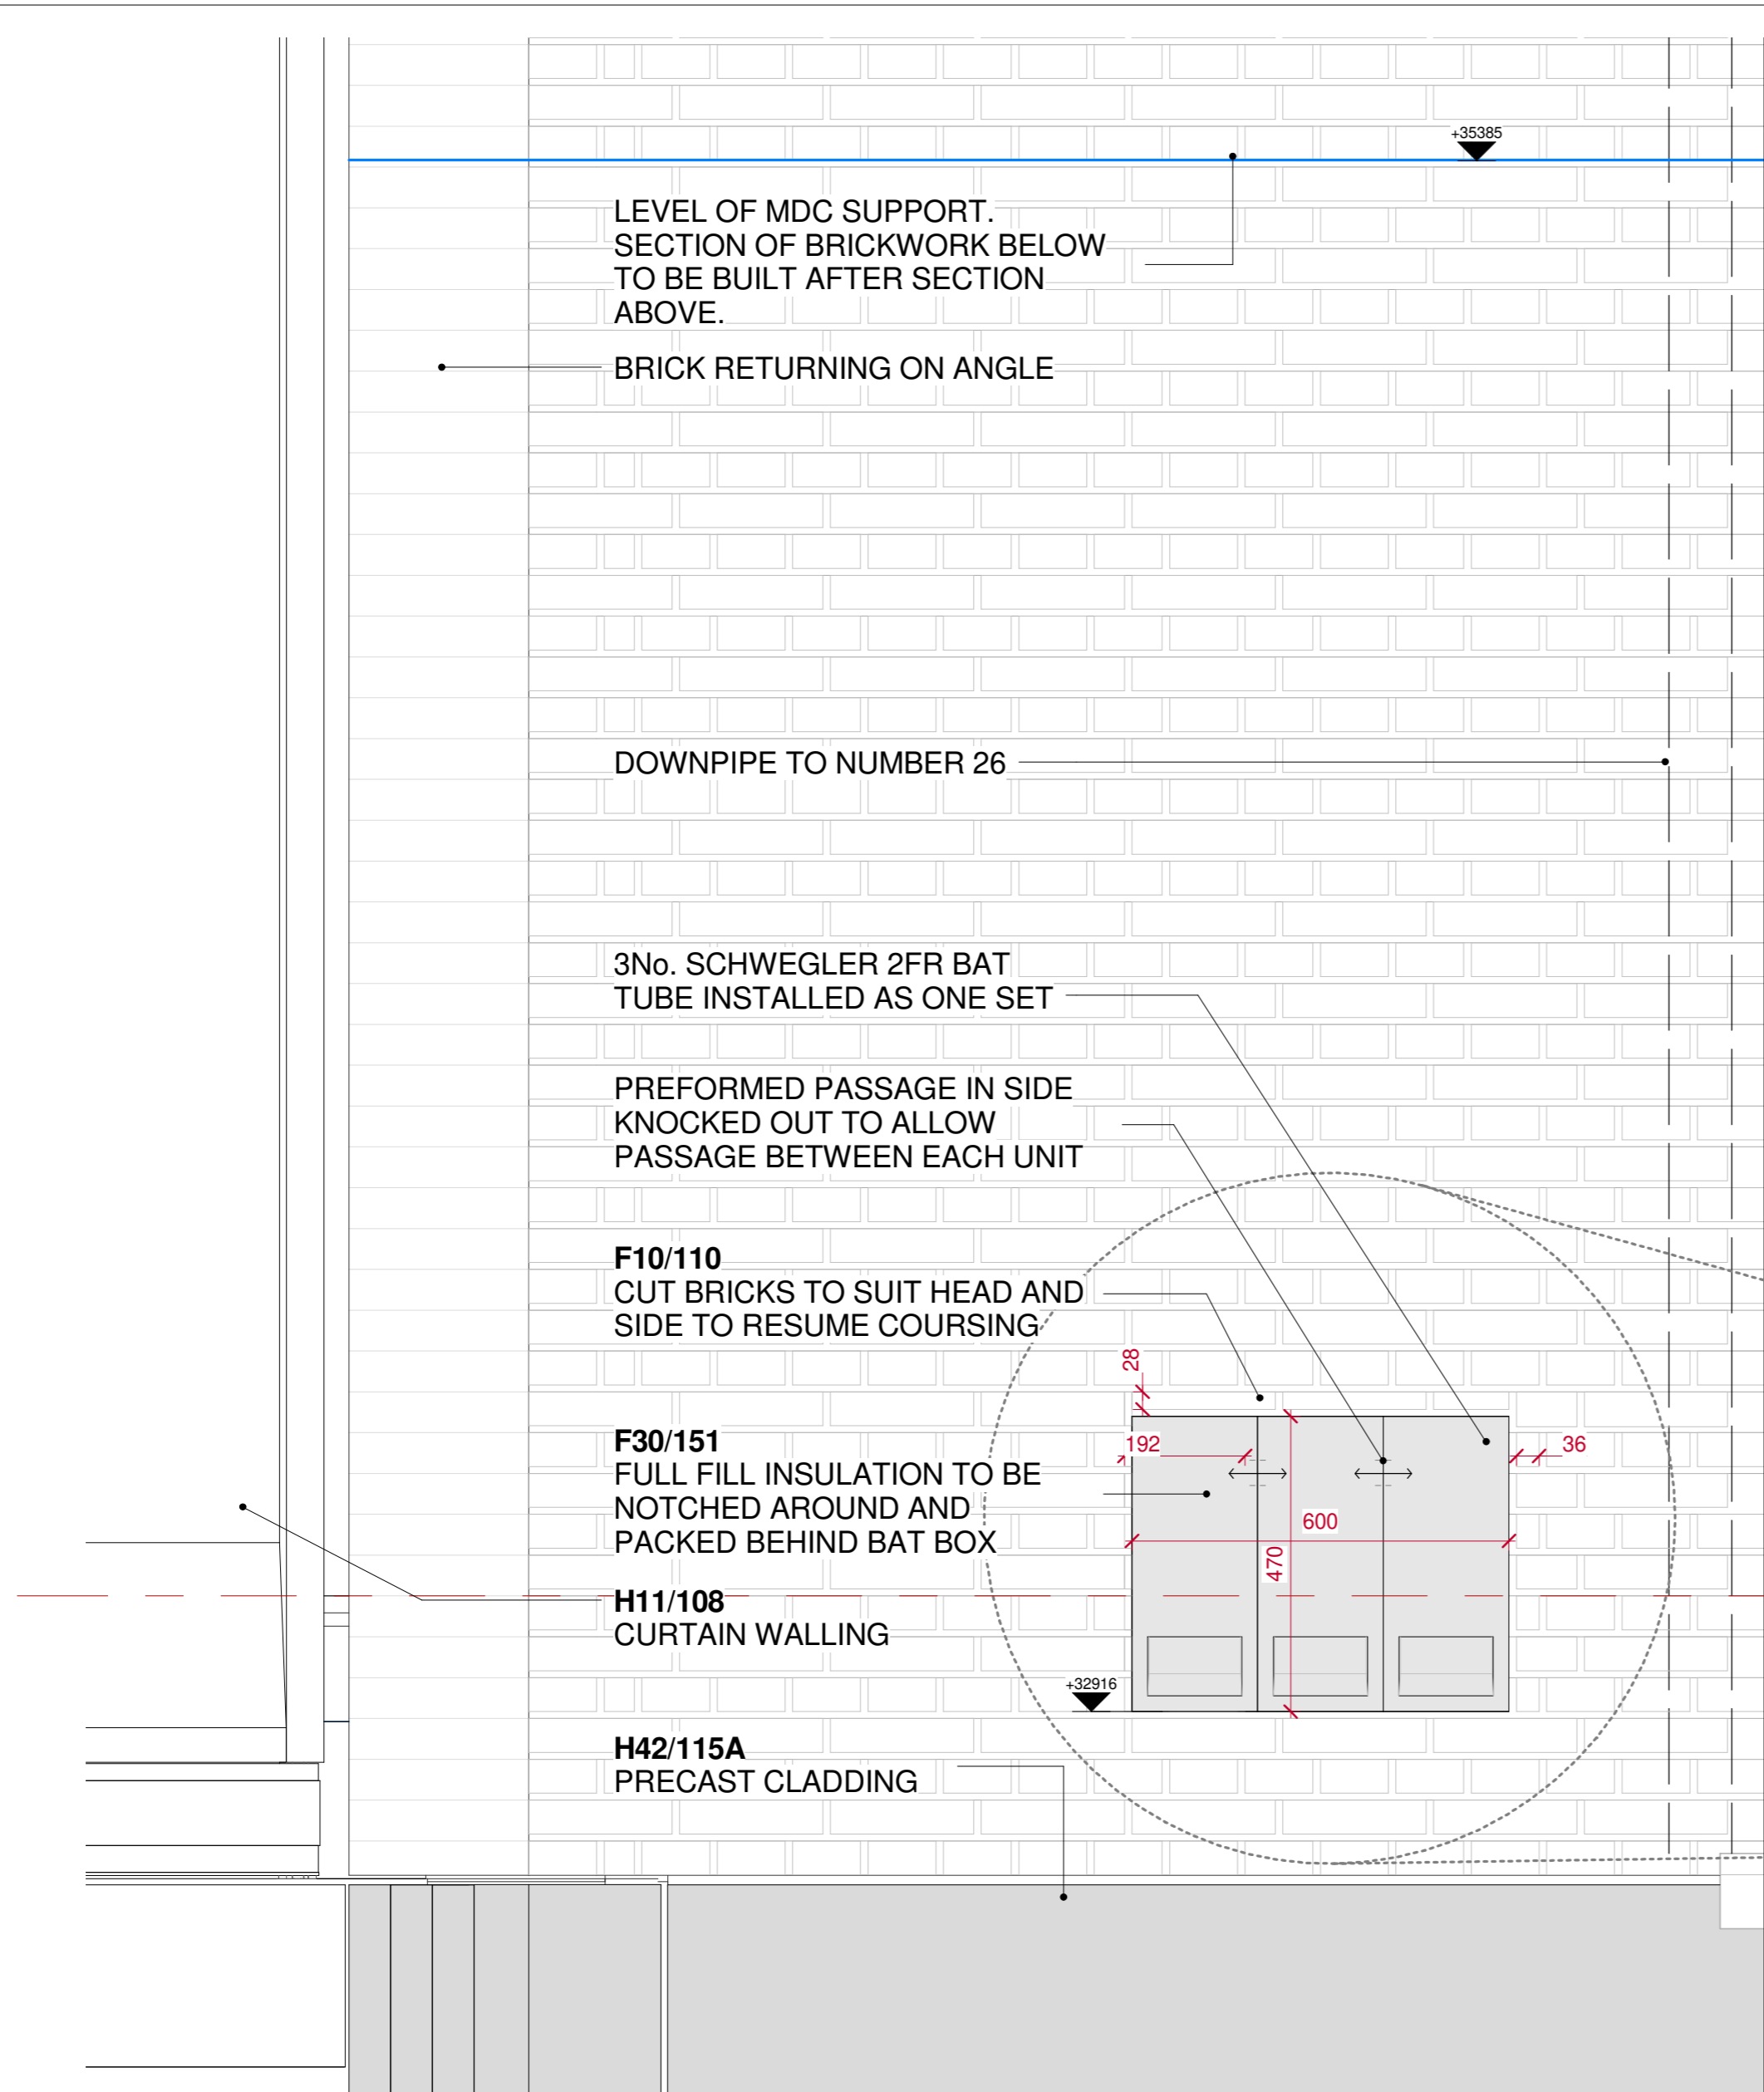 +35385
LEVEL OF MDC SUPPORT.
SECTION OF BRICKWORK BELOW
TO BE BUILT AFTER SECTION
ABOVE.
BRICK RETURNING ON ANGLE
DOWNPIPE TO NUMBER 26
3No. SCHWEGLER 2FR BAT
TUBE INSTALLED AS ONE SET
PREFORMED PASSAGE IN SIDE
KNOCKED OUT TO ALLOW
PASSAGE BETWEEN EACH UNIT
F10/110
CUT BRICKS TO SUIT HEAD AND
SIDE TO RESUME COURSING
28
F30/151
FULL FILL INSULATION TO BE
NOTCHED AROUND AND
PACKED BEHIND BAT BOX
192
36
600
470
H11/108
CURTAIN WALLING
+32916
H42/115A
PRECAST CLADDING